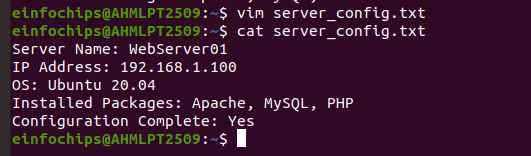 einfochips@AHMLPT2509:~$ vim server_config.txt
einfochips@AHMLPT2509:~$ cat server_config.txt
Server Name: WebServer01
IP Address: 192.168.1.100
OS: Ubuntu 20.04
Installed Packages: Apache, MySQL, PHP
Configuration Complete: Yes
einfochips@AHMLPT2509:~$